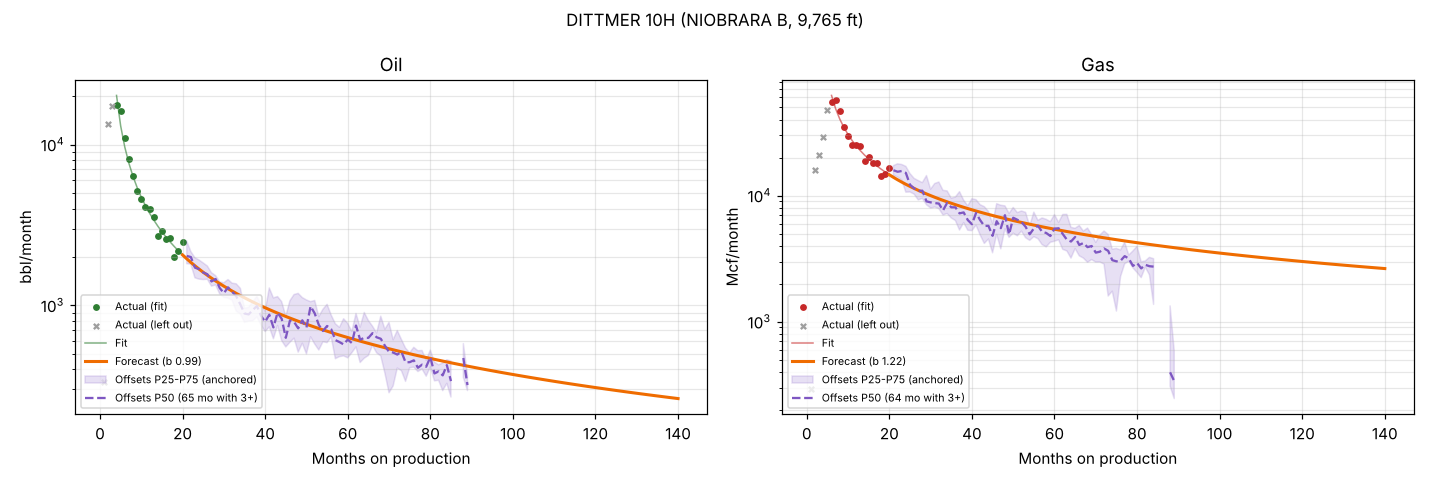 DITTMER 10H (NIOBRARA B, 9,765 ft)
Oil
bbl/month
10⁴
10³
Actual (fit)
Actual (left out)
Fit
Forecast (b 0.99)
Offsets P25-P75 (anchored)
Offsets P50 (65 mo with 3+)
0 20 40 60 80 100 120 140
Months on production
Gas
Mcf/month
10⁴
10³
Actual (fit)
Actual (left out)
Fit
Forecast (b 1.22)
Offsets P25-P75 (anchored)
Offsets P50 (64 mo with 3+)
0 20 40 60 80 100 120 140
Months on production